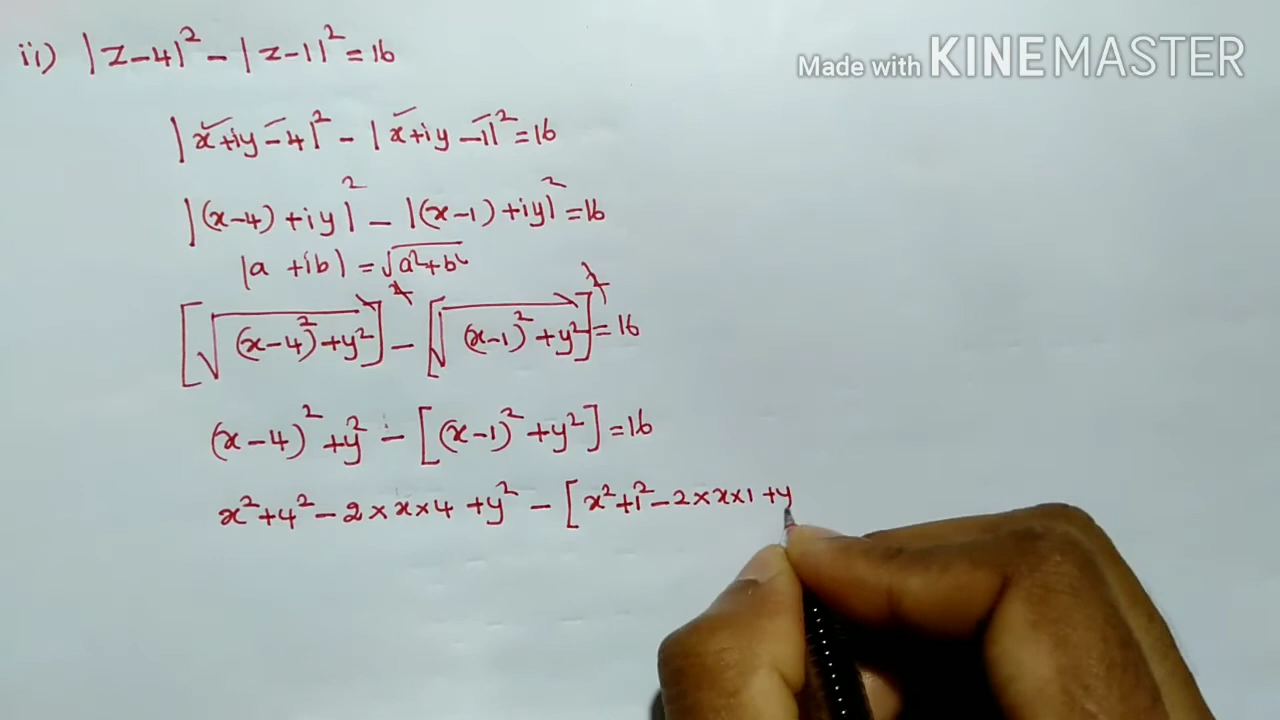 ii) |z-4|² - |z-1|² = 16
Made with KINEMASTER
|x+iy-4|² - |x+iy-1|² = 16
|(x-4)+iy|² - |(x-1)+iy|² = 16
|a+ib| = √a²+b²
[√(x-4)²+y²]² - [√(x-1)²+y²]² = 16
(x-4)²+y² - [(x-1)²+y²] = 16
x²+4²-2×x×4+y² - [x²+1²-2×x×1+y